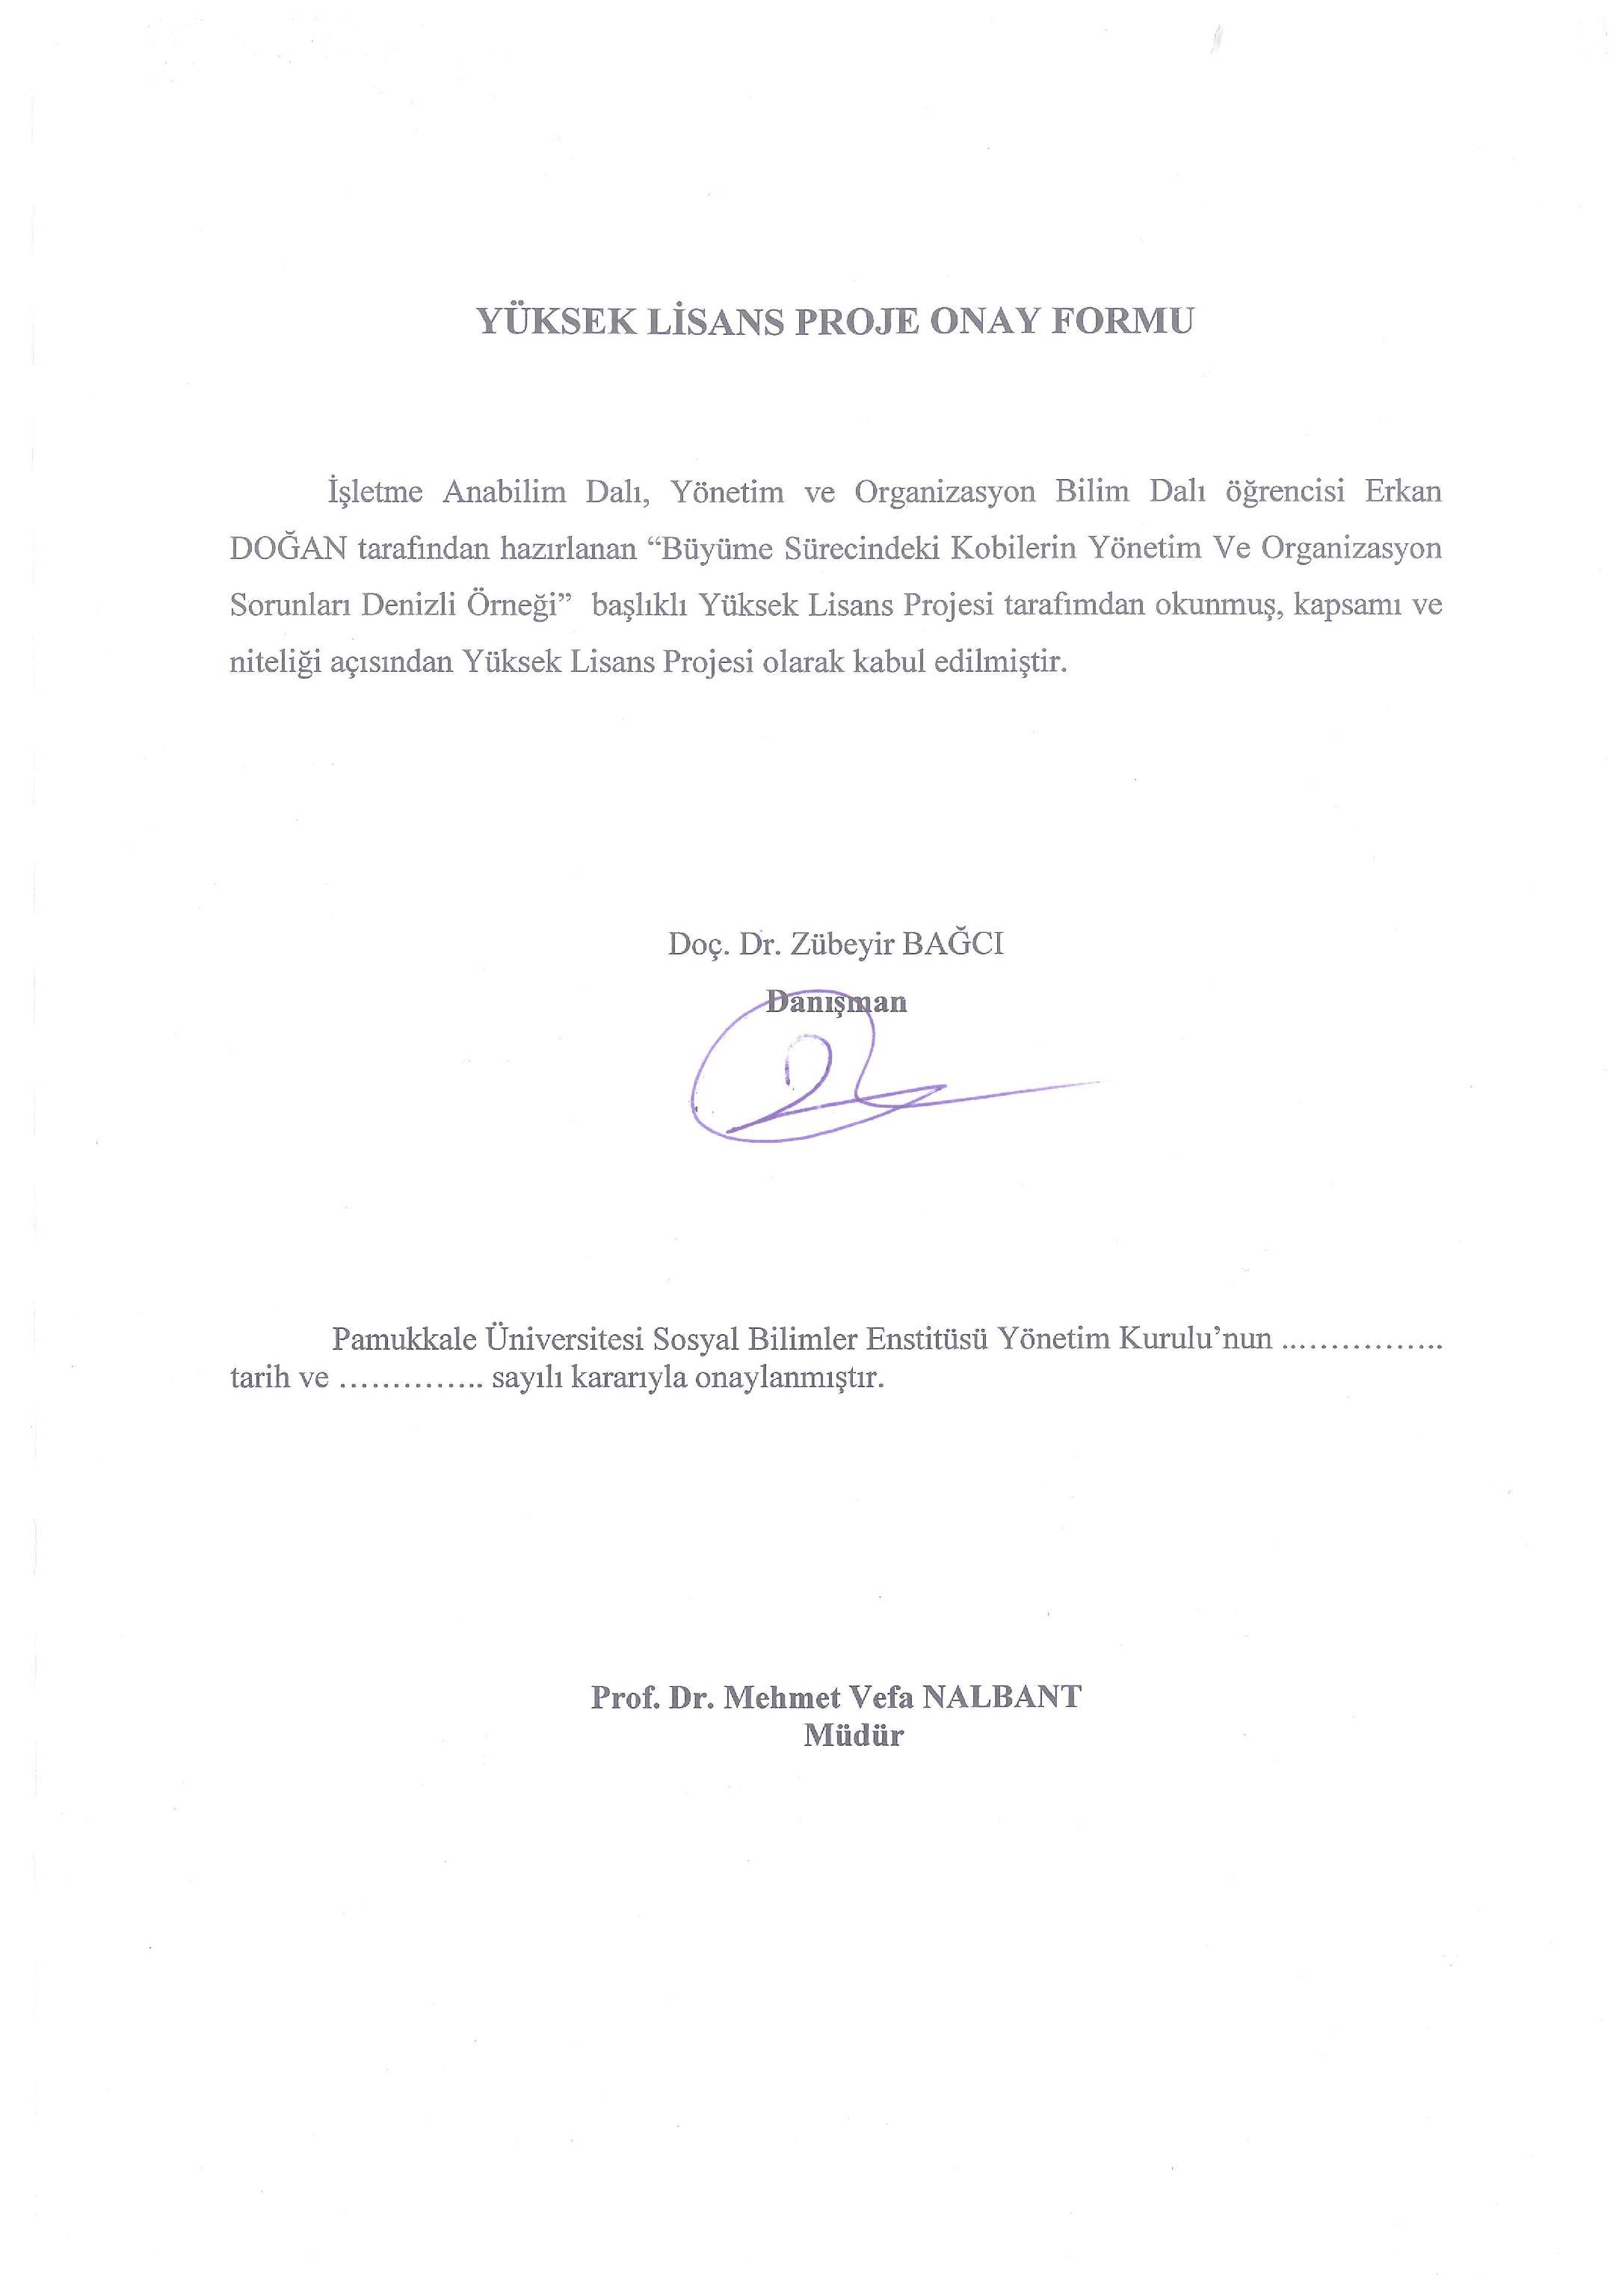 YÜKSEK LİSANS PROJE ONAY FORMU
İşletme Anabilim Dalı, Yönetim ve Organizasyon Bilim Dalı öğrencisi Erkan
DOĞAN tarafından hazırlanan “Büyüme Sürecindeki Kobilerin Yönetim Ve Organizasyon
Sorunları Denizli Örneği” başlıklı Yüksek Lisans Projesi tarafımdan okunmuş, kapsamı ve
niteliği açısından Yüksek Lisans Projesi olarak kabul edilmiştir.
Doç. Dr. Zübeyir BAĞCI
Danışman
Pamukkale Üniversitesi Sosyal Bilimler Enstitüsü Yönetim Kurulu’nun ................
tarih ve .............. sayılı kararıyla onaylanmıştır.
Prof. Dr. Mehmet Vefa NALBANT
Müdür